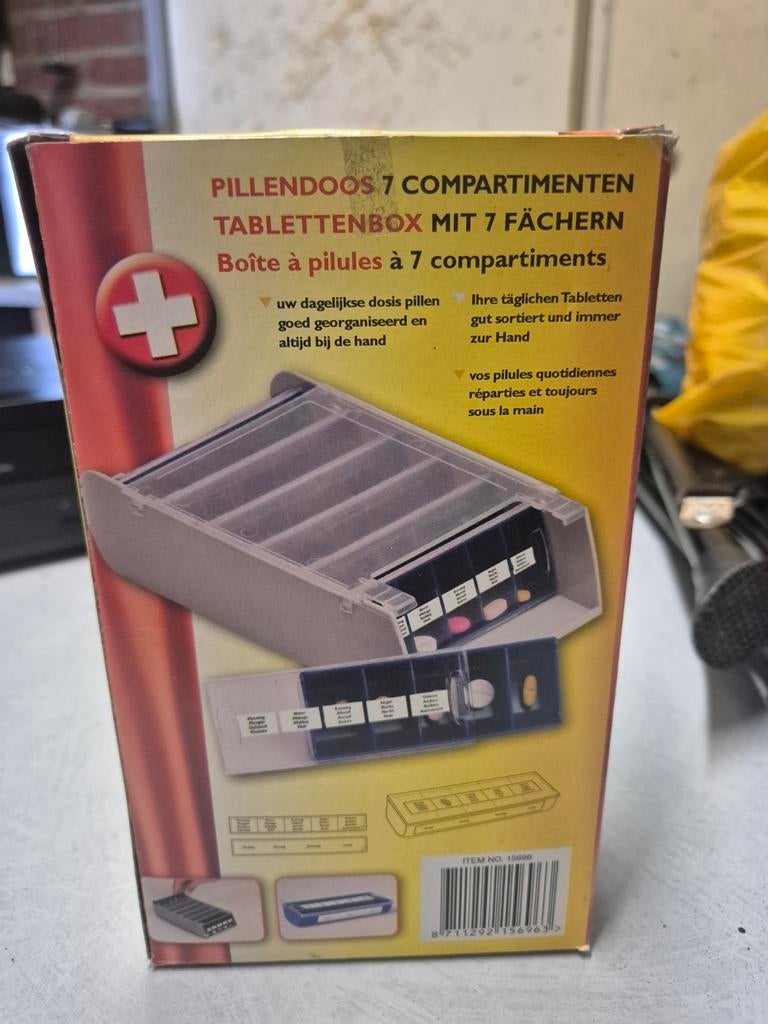 PILLENDOOS 7 COMPARTIMENTEN
TABLETTENBOX MIT 7 FÄCHERN
Boîte à pilules à 7 compartiments
uw dagelijkse dosis pillen
goed georganiseerd en
altijd bij de hand
Ihre täglichen Tabletten
gut sortiert und immer
zur Hand
vos pilules quotidiennes
réparties et toujours
sous la main
ITEM NO. 15696
8 711292 156963 >